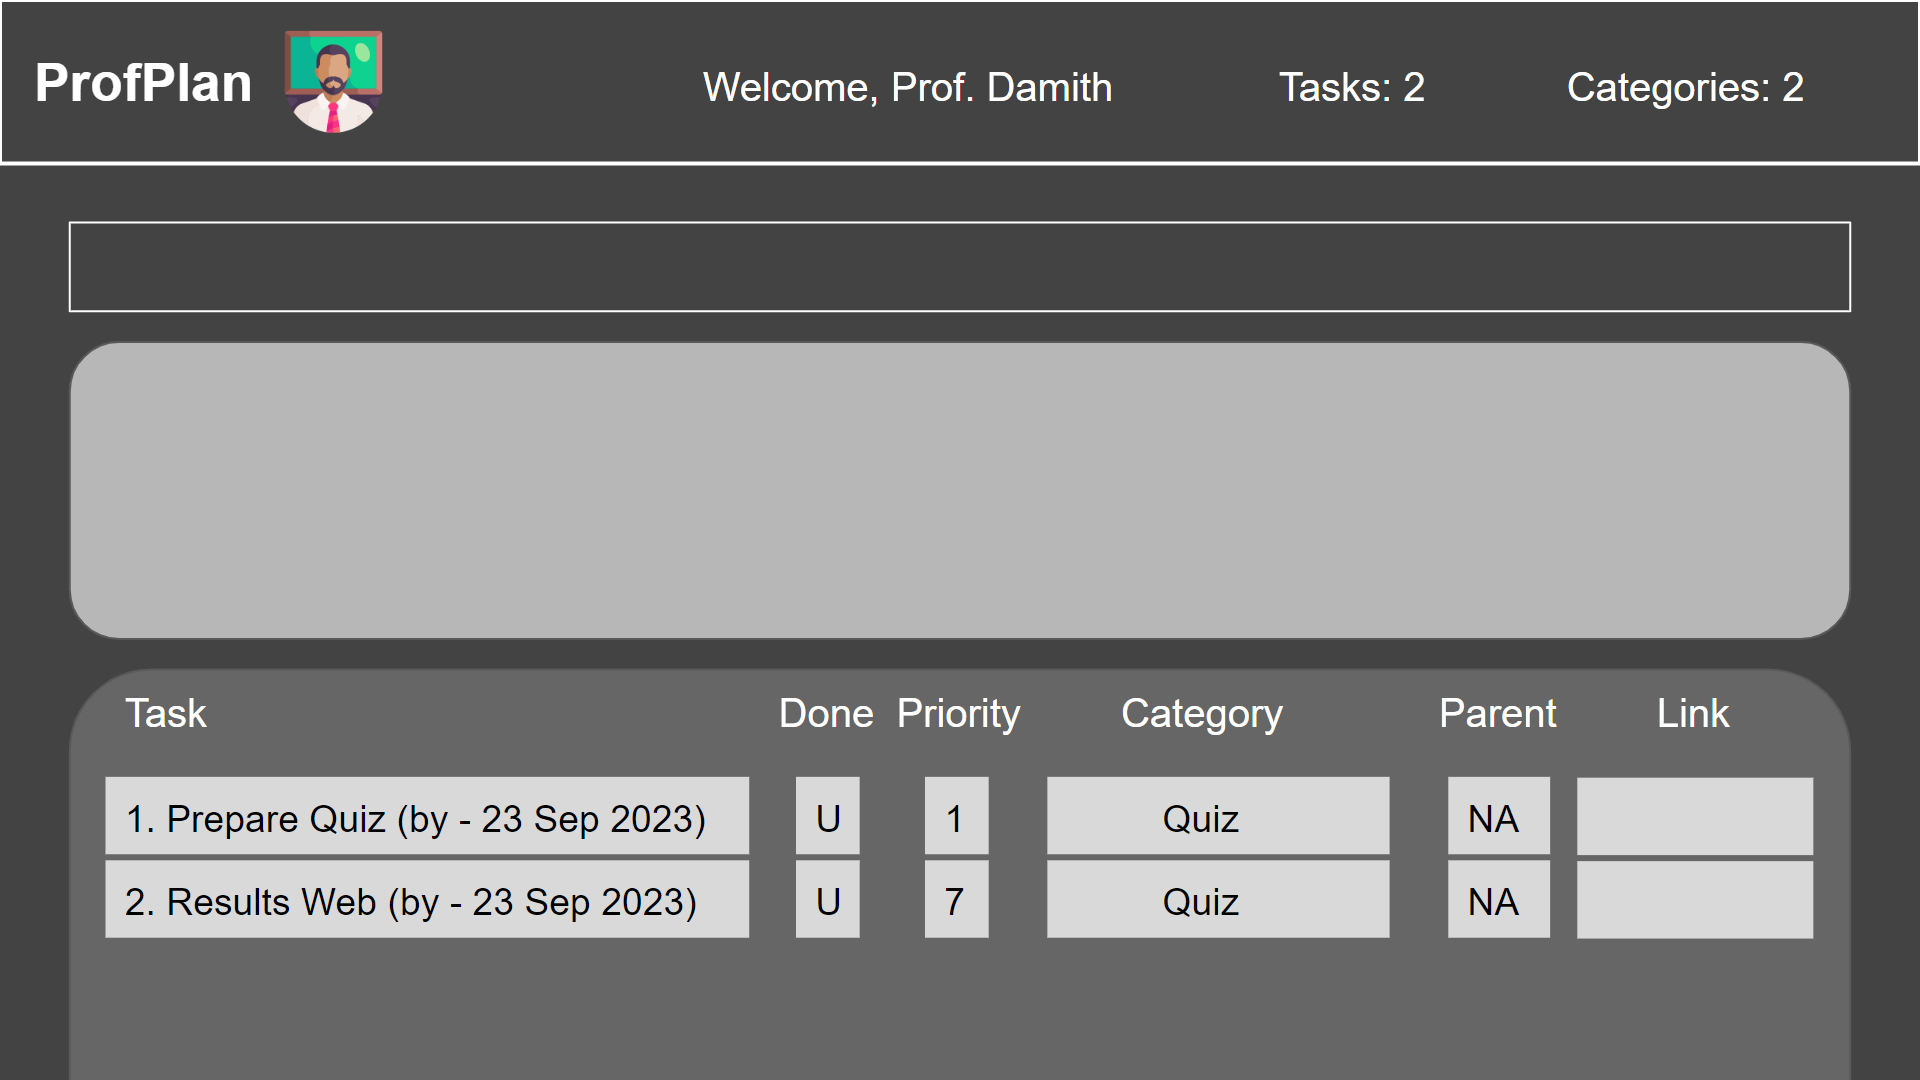 ProfPlan Welcome, Prof. Damith Tasks: 2 Categories: 2
Task Done Priority Category Parent Link
1. Prepare Quiz (by - 23 Sep 2023) U 1 Quiz NA
2. Results Web (by - 23 Sep 2023) U 7 Quiz NA